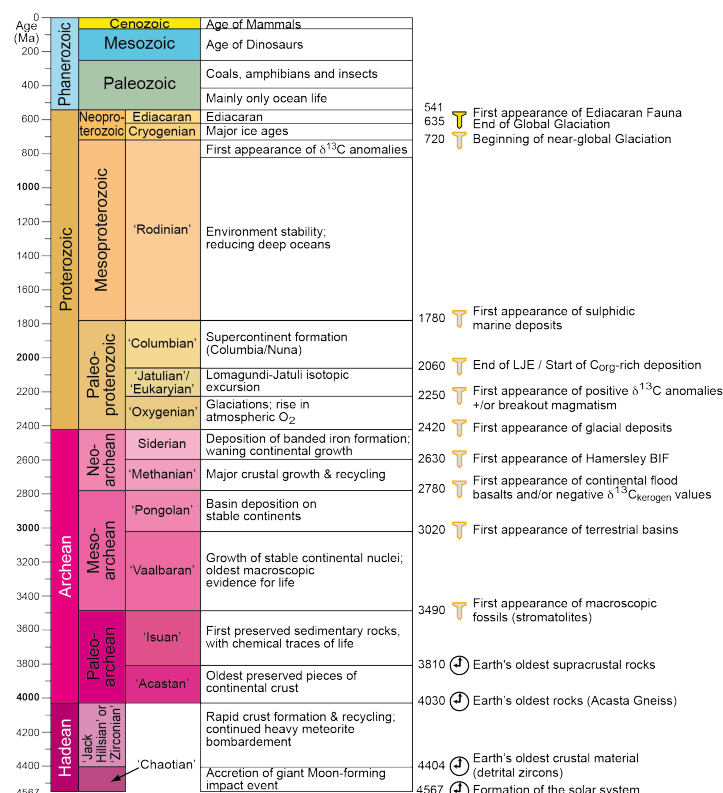 Age
(Ma)
0
200
400
600
800
1000
1200
1400
1600
1800
2000
2200
2400
2600
2800
3000
3200
3400
3600
3800
4000
4200
4400
4567
Phanerozoic
Proterozoic
Archean
Hadean
Cenozoic
Mesozoic
Paleozoic
Neopro-
terozoic
Mesoproterozoic
Paleo-
proterozoic
Neo-
archean
Meso-
archean
Paleo-
archean
'Jack
Hillsian' or
'Zirconian'
Ediacaran
Cryogenian
'Rodinian'
'Columbian'
'Jatulian'/
'Eukaryian'
'Oxygenian'
Siderian
'Methanian'
'Pongolan'
'Vaalbaran'
'Isuan'
'Acastan'
'Chaotian'
Age of Mammals
Age of Dinosaurs
Coals, amphibians and insects
Mainly only ocean life
Ediacaran
Major ice ages
First appearance of δ13C anomalies
Environment stability;
reducing deep oceans
Supercontinent formation
(Columbia/Nuna)
Lomagundi-Jatuli isotopic
excursion
Glaciations; rise in
atmospheric O2
Deposition of banded iron formation;
waning continental growth
Major crustal growth & recycling
Basin deposition on
stable continents
Growth of stable continental nuclei;
oldest macroscopic
evidence for life
First preserved sedimentary rocks,
with chemical traces of life
Oldest preserved pieces of
continental crust
Rapid crust formation & recycling;
continued heavy meteorite
bombardement
Accretion of giant Moon-forming
impact event
541
635 First appearance of Ediacaran Fauna
End of Global Glaciation
720 Beginning of near-global Glaciation
1780 First appearance of sulphidic
marine deposits
2060 End of LJE / Start of Corg-rich deposition
2250 First appearance of positive δ13C anomalies
+/or breakout magmatism
2420 First appearance of glacial deposits
2630 First appearance of Hamersley BIF
2780 First appearance of continental flood
basalts and/or negative δ13Ckerogen values
3020 First appearance of terrestrial basins
3490 First appearance of macroscopic
fossils (stromatolites)
3810 Earth's oldest supracrustal rocks
4030 Earth's oldest rocks (Acasta Gneiss)
4404 Earth's oldest crustal material
(detrital zircons)
4567 Formation of the solar system